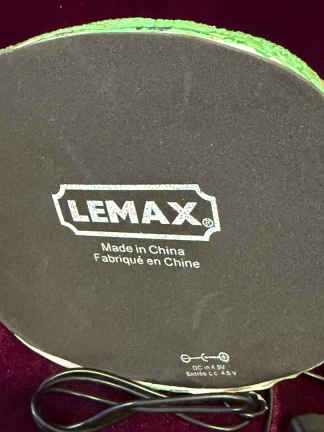 LEMAX®
Made in China
Fabriqué en Chine
DC in 4.5V
Entrée c.c. 4.5 V